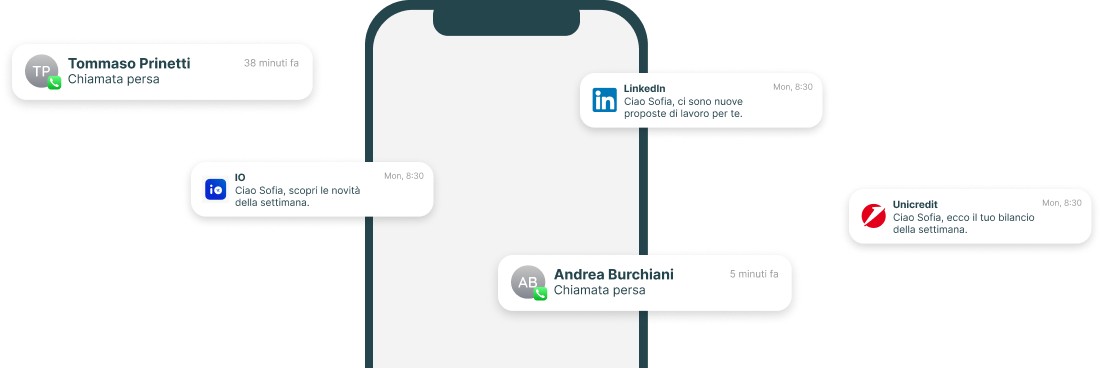 TP
Tommaso Prinetti
38 minuti fa
Chiamata persa
in
LinkedIn
Mon, 8:30
Ciao Sofia, ci sono nuove
proposte di lavoro per te.
io
IO
Mon, 8:30
Ciao Sofia, scopri le novità
della settimana.
Unicredit
Mon, 8:30
Ciao Sofia, ecco il tuo bilancio
della settimana.
AB
Andrea Burchiani
5 minuti fa
Chiamata persa